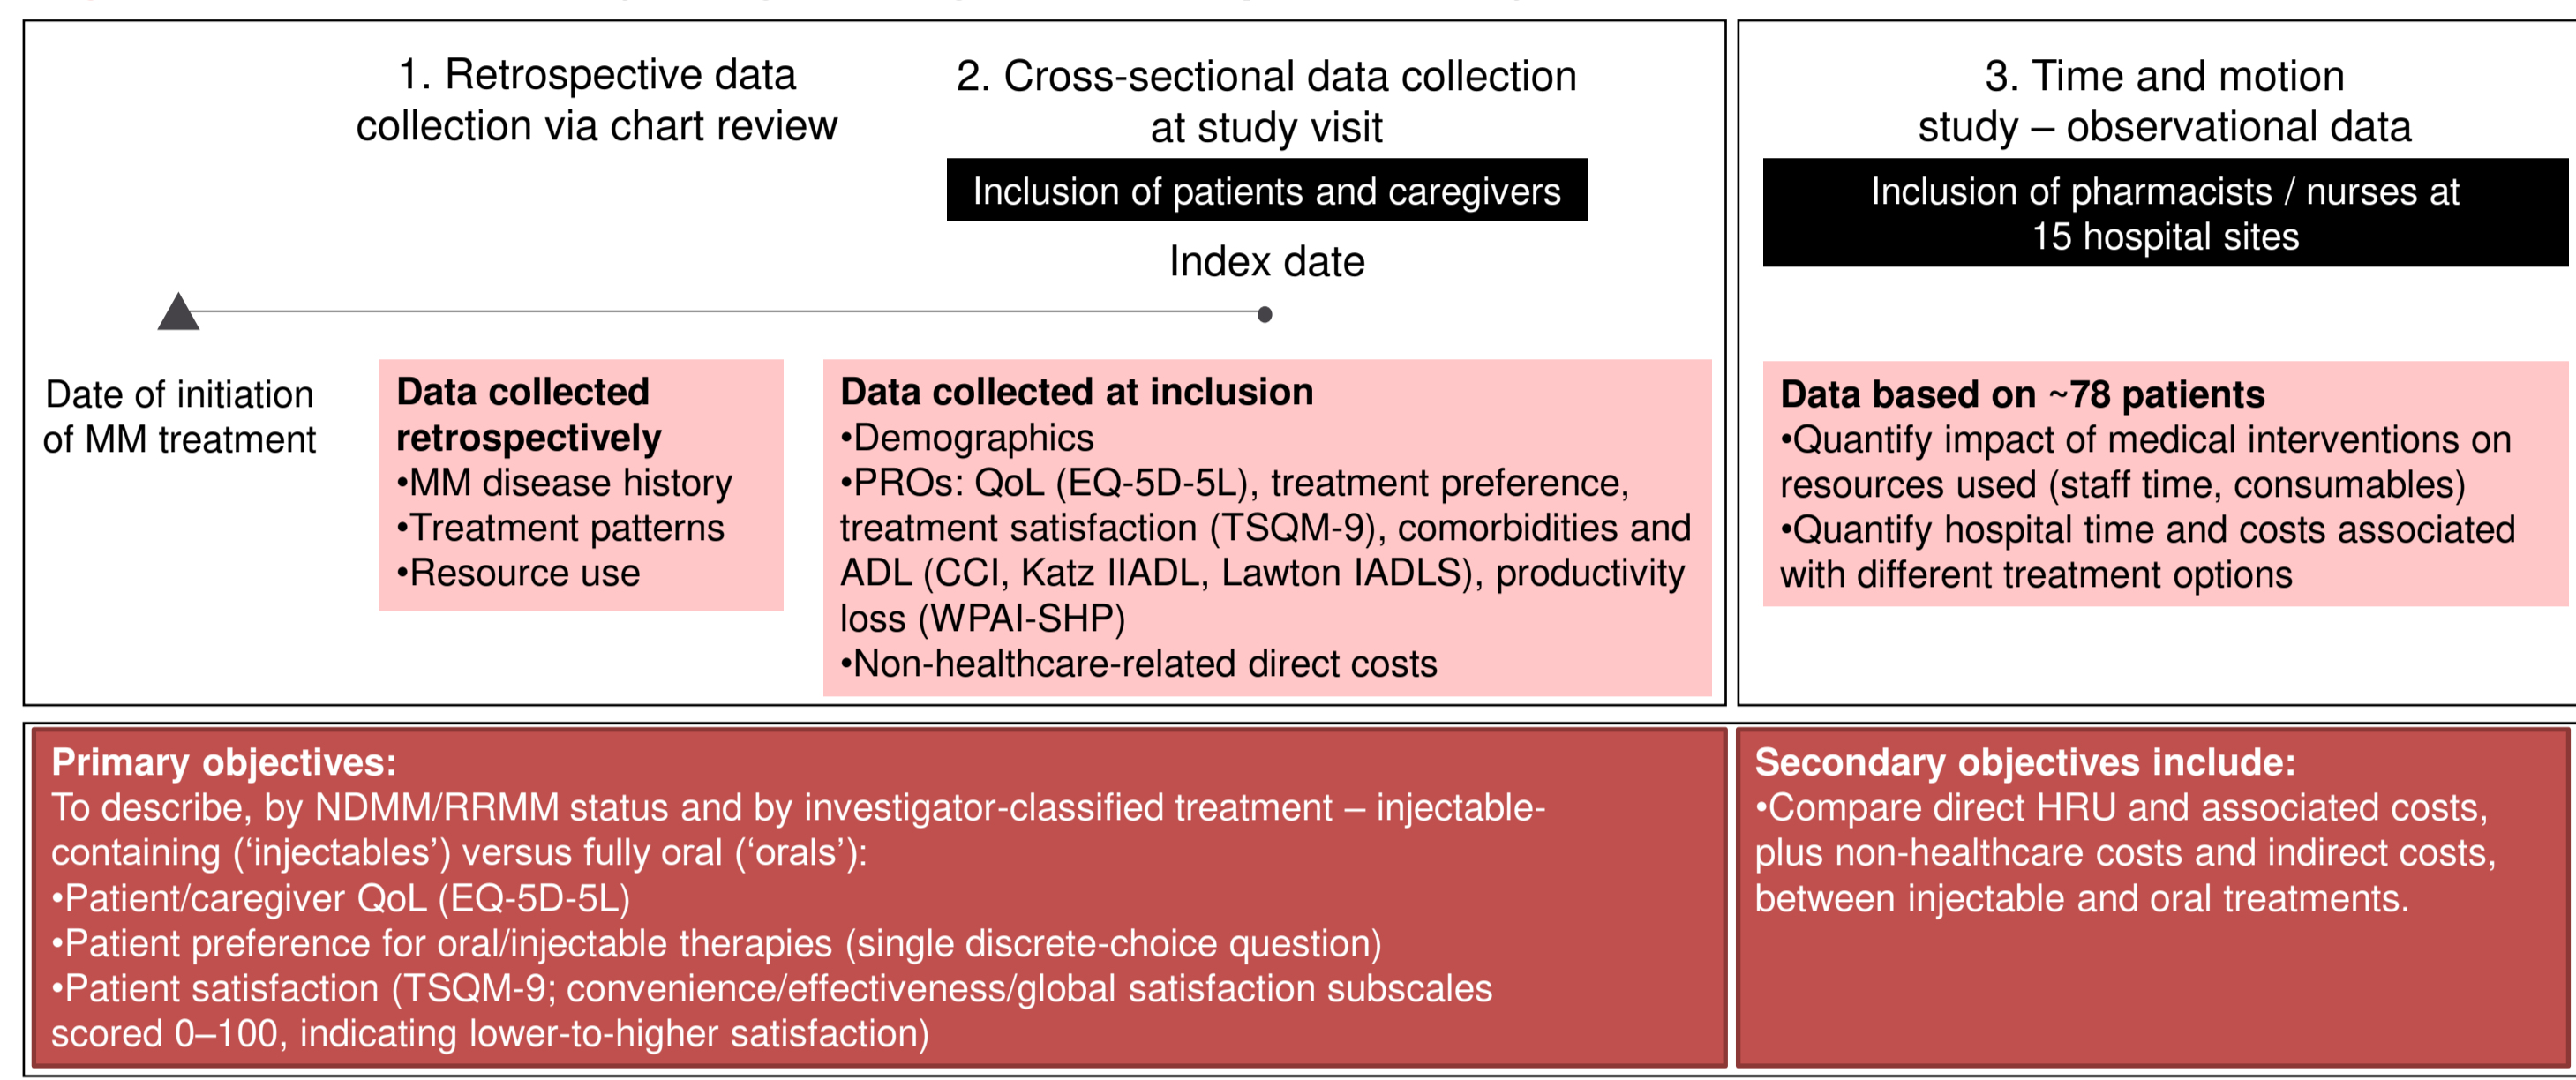 1. Retrospective data
collection via chart review
2. Cross-sectional data collection
at study visit
Inclusion of patients and caregivers
Index date
Date of initiation
of MM treatment
Data collected
retrospectively
•MM disease history
•Treatment patterns
•Resource use
Data collected at inclusion
•Demographics
•PROs: QoL (EQ-5D-5L), treatment preference,
treatment satisfaction (TSQM-9), comorbidities and
ADL (CCI, Katz IIADL, Lawton IADLS), productivity
loss (WPAI-SHP)
•Non-healthcare-related direct costs
3. Time and motion
study – observational data
Inclusion of pharmacists / nurses at
15 hospital sites
Data based on ~78 patients
•Quantify impact of medical interventions on
resources used (staff time, consumables)
•Quantify hospital time and costs associated
with different treatment options
Primary objectives:
To describe, by NDMM/RRMM status and by investigator-classified treatment – injectable-
containing (‘injectables’) versus fully oral (‘orals’):
•Patient/caregiver QoL (EQ-5D-5L)
•Patient preference for oral/injectable therapies (single discrete-choice question)
•Patient satisfaction (TSQM-9; convenience/effectiveness/global satisfaction subscales
scored 0–100, indicating lower-to-higher satisfaction)
Secondary objectives include:
•Compare direct HRU and associated costs,
plus non-healthcare costs and indirect costs,
between injectable and oral treatments.